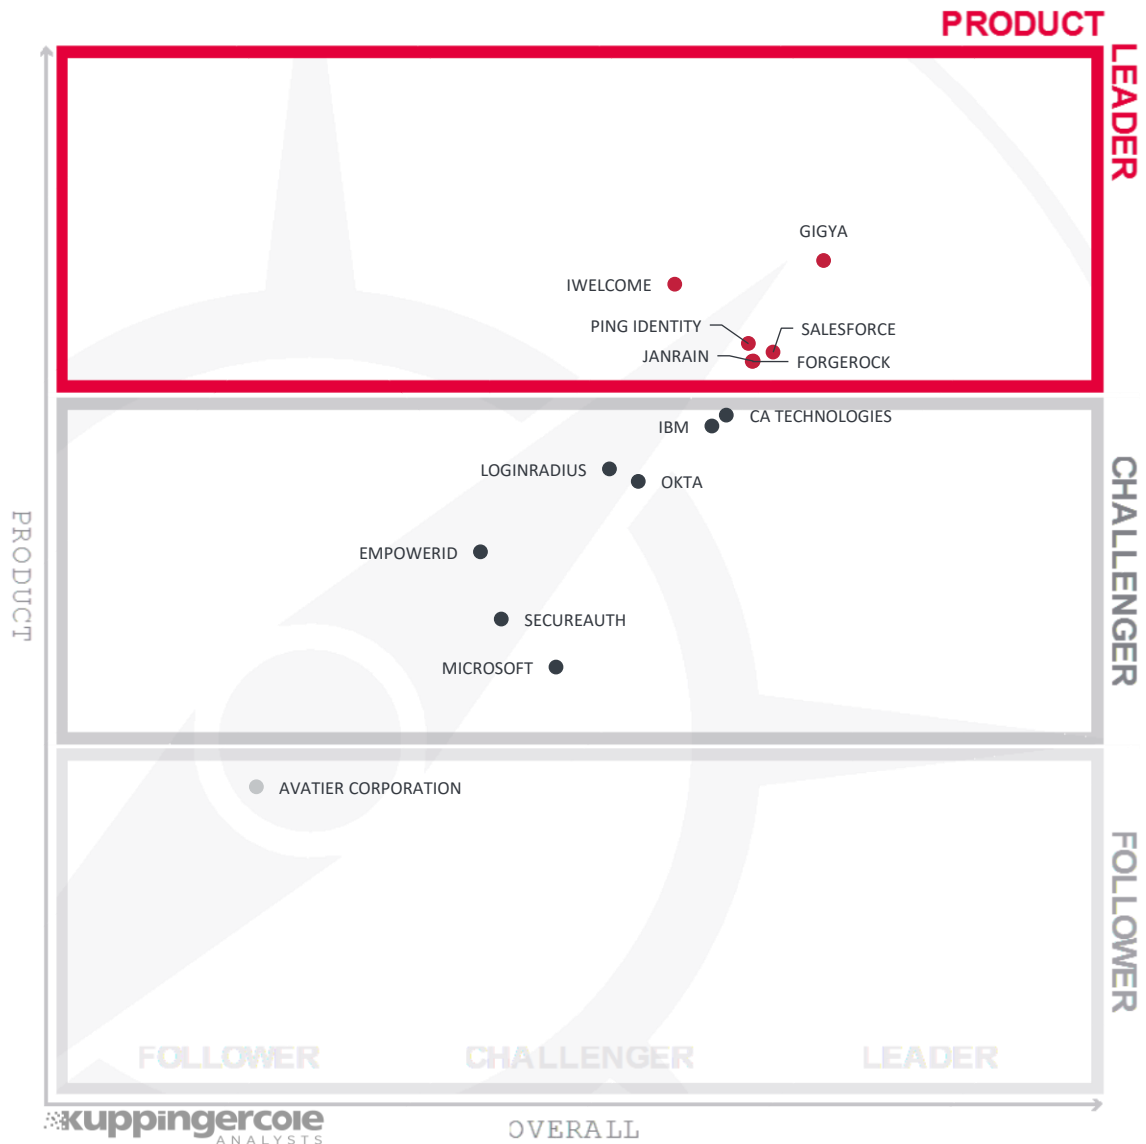 PRODUCT
LEADER
GIGYA
IWELCOME
PING IDENTITY
SALESFORCE
JANRAIN
FORGEROCK
CA TECHNOLOGIES
IBM
LOGINRADIUS
OKTA
CHALLENGER
PRODUCT
EMPOWERID
SECUREAUTH
MICROSOFT
AVATIER CORPORATION
FOLLOWER
FOLLOWER
CHALLENGER
LEADER
kuppingercole
ANALYSTS
OVERALL